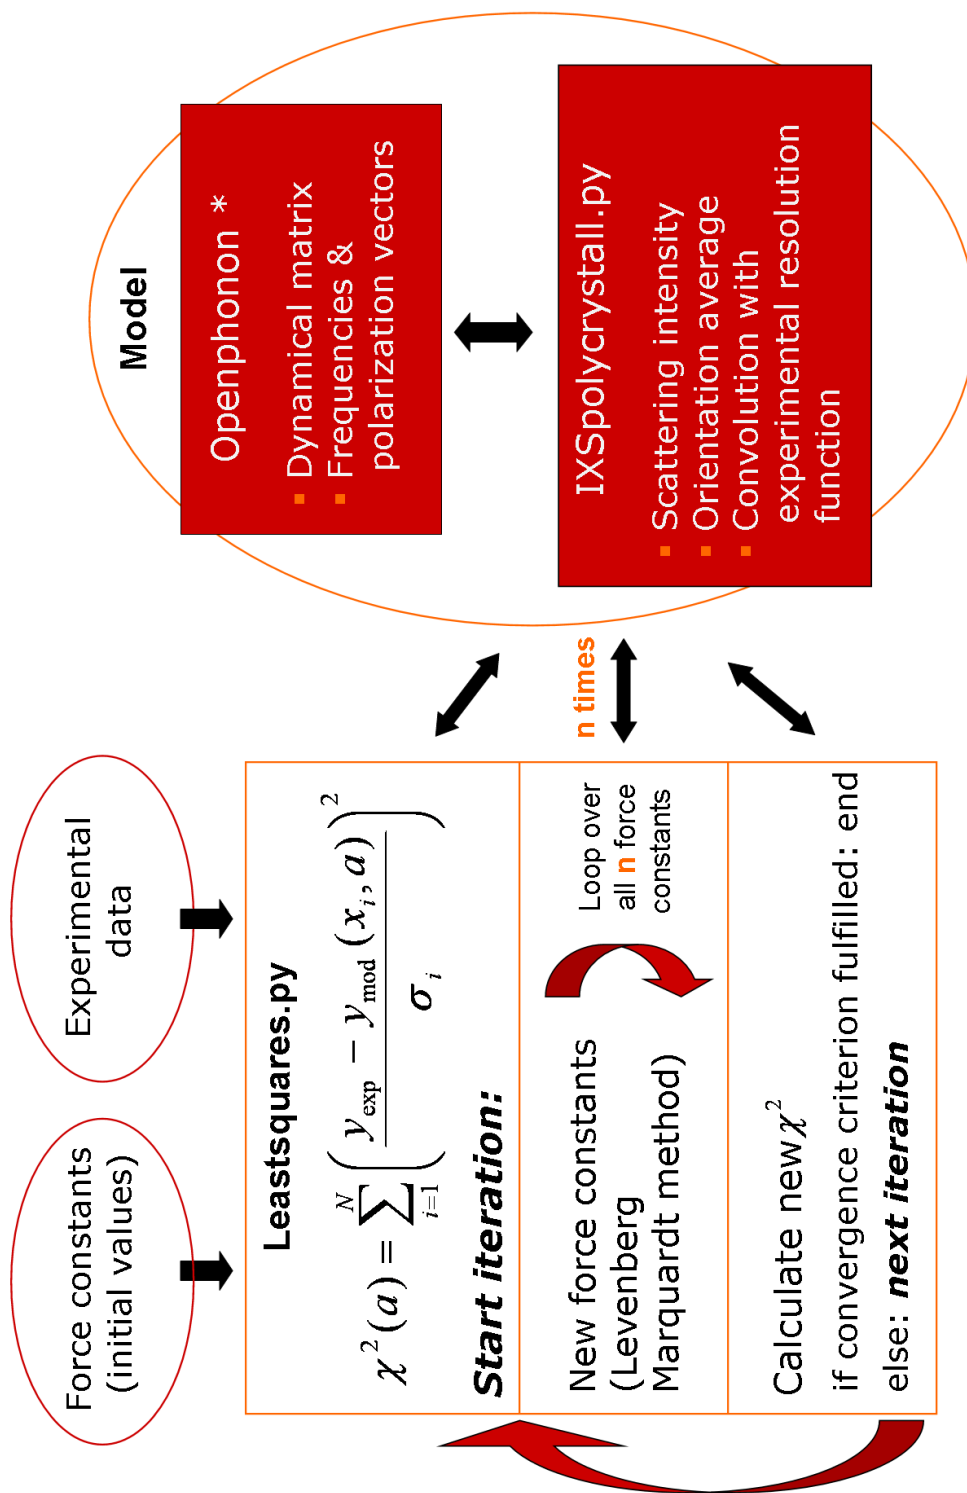 Force constants
(initial values)
Experimental
data
Leastsquares.py
χ²(a) = ∑_{i=1}^{N} ( (y_exp − y_mod (x_i, a)) / σ_i )²
Start iteration:
New force constants
(Levenberg
Marquardt method)
Loop over
all n force
constants
Calculate new χ²
if convergence criterion fulfilled: end
else: next iteration
n times
Model
Openphonon *
▪ Dynamical matrix
▪ Frequencies &
polarization vectors
IXSpolycrystall.py
▪ Scattering intensity
▪ Orientation average
▪ Convolution with
experimental resolution
function